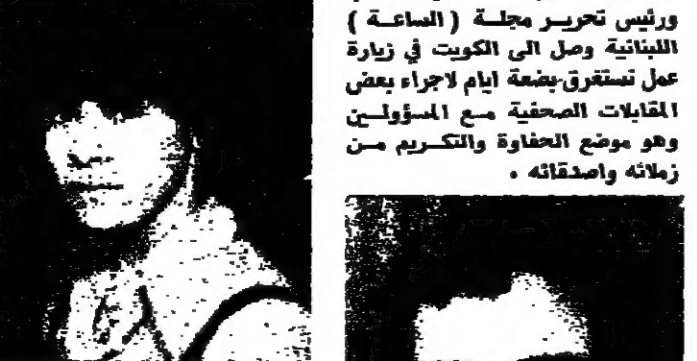 ورئيس تحرير مجلة ( الساعة )
اللبنانية وصل الى الكويت في زيارة
عمل تستغرق بضعة ايام لاجراء بعض
المقابلات الصحفية مع المسؤولين
وهو موضع الحفاوة والتكريم من
زملائه واصدقائه .